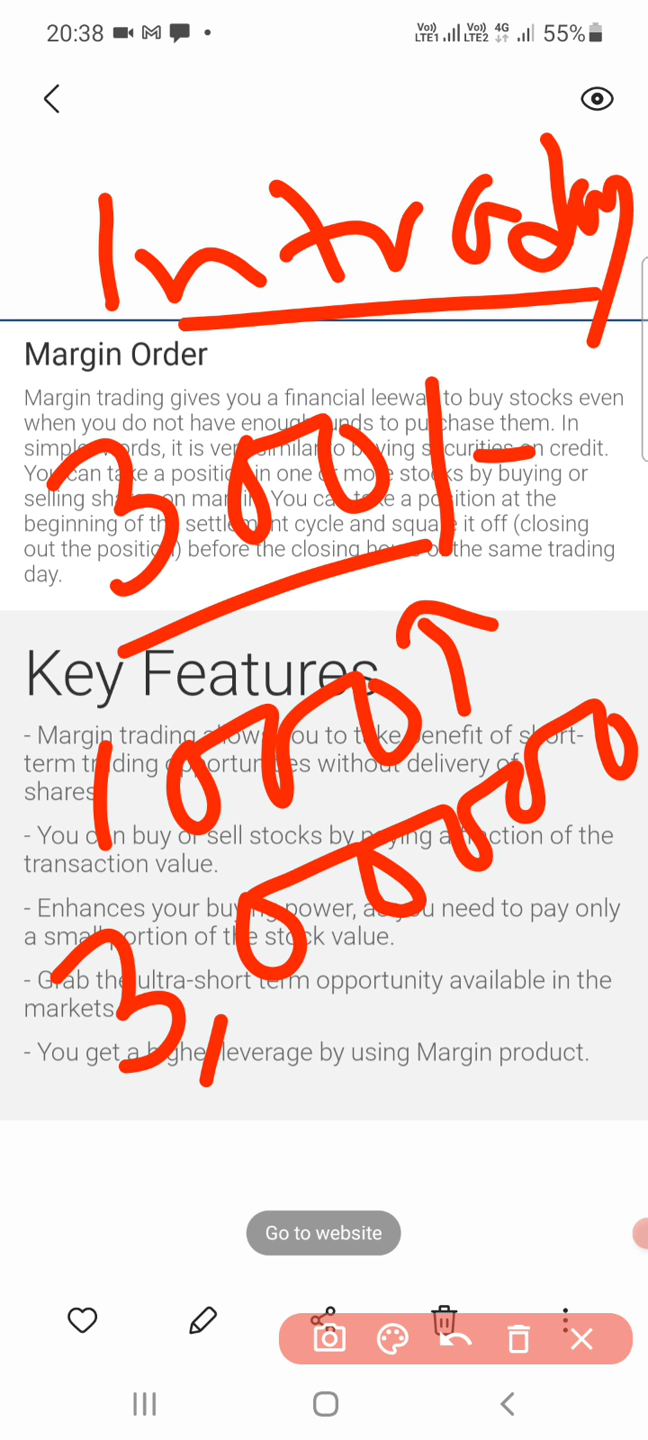 20:38
Vo) LTE1 Vo) LTE2 4G 55%
Intraday
Margin Order
Margin trading gives you a financial leeway to buy stocks even
when you do not have enough funds to purchase them. In
simple words, it is very similar to buying securities on credit.
You can take a position in one or more stocks by buying or
selling shares on margin. You can take a position at the
beginning of the settlement cycle and square it off (closing
out the position) before the closing hours of the same trading
day.
300/-
Key Features
- Margin trading allows you to take benefit of short-
term trading opportunities without delivery of
shares
1000
- You can buy or sell stocks by paying a fraction of the
transaction value.
- Enhances your buying power, as you need to pay only
a small portion of the stock value.
3,00000
- Grab the ultra-short term opportunity available in the
markets
- You get a higher leverage by using Margin product.
Go to website